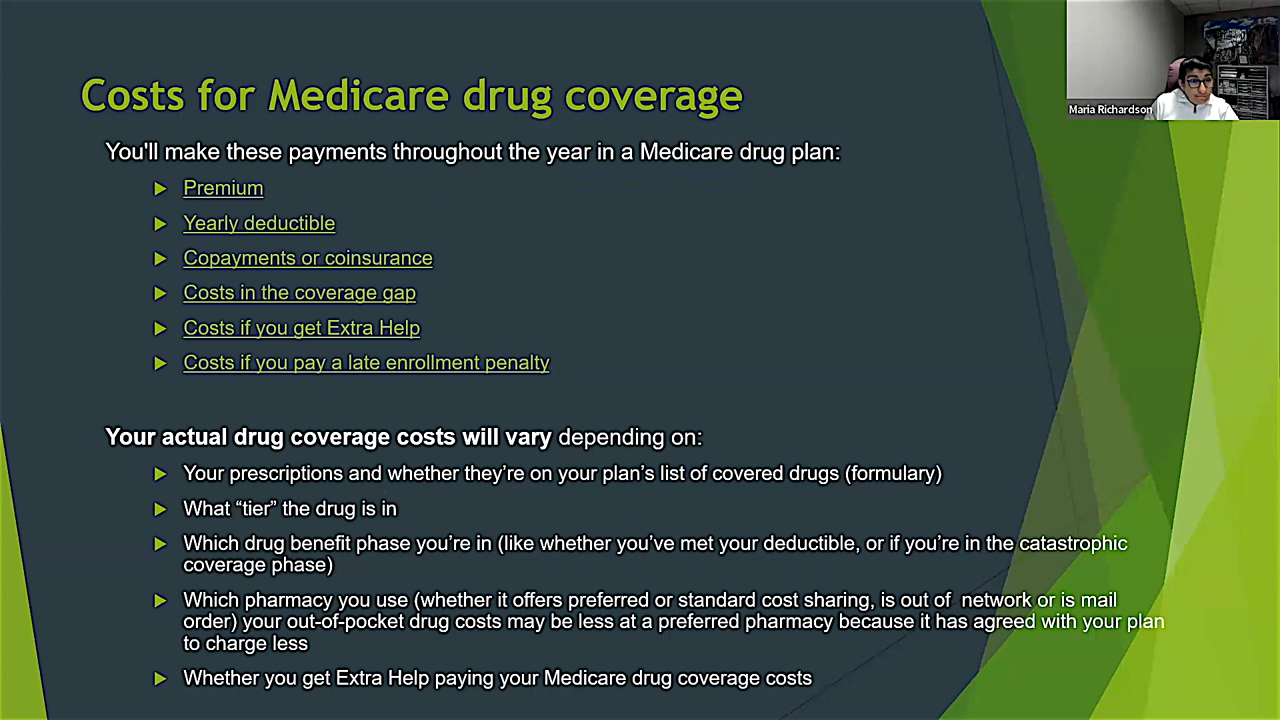 Costs for Medicare drug coverage
Maria Richardson
You'll make these payments throughout the year in a Medicare drug plan:
Premium
Yearly deductible
Copayments or coinsurance
Costs in the coverage gap
Costs if you get Extra Help
Costs if you pay a late enrollment penalty
Your actual drug coverage costs will vary depending on:
Your prescriptions and whether they’re on your plan’s list of covered drugs (formulary)
What “tier” the drug is in
Which drug benefit phase you’re in (like whether you’ve met your deductible, or if you’re in the catastrophic
coverage phase)
Which pharmacy you use (whether it offers preferred or standard cost sharing, is out of  network or is mail
order) your out-of-pocket drug costs may be less at a preferred pharmacy because it has agreed with your plan
to charge less
Whether you get Extra Help paying your Medicare drug coverage costs